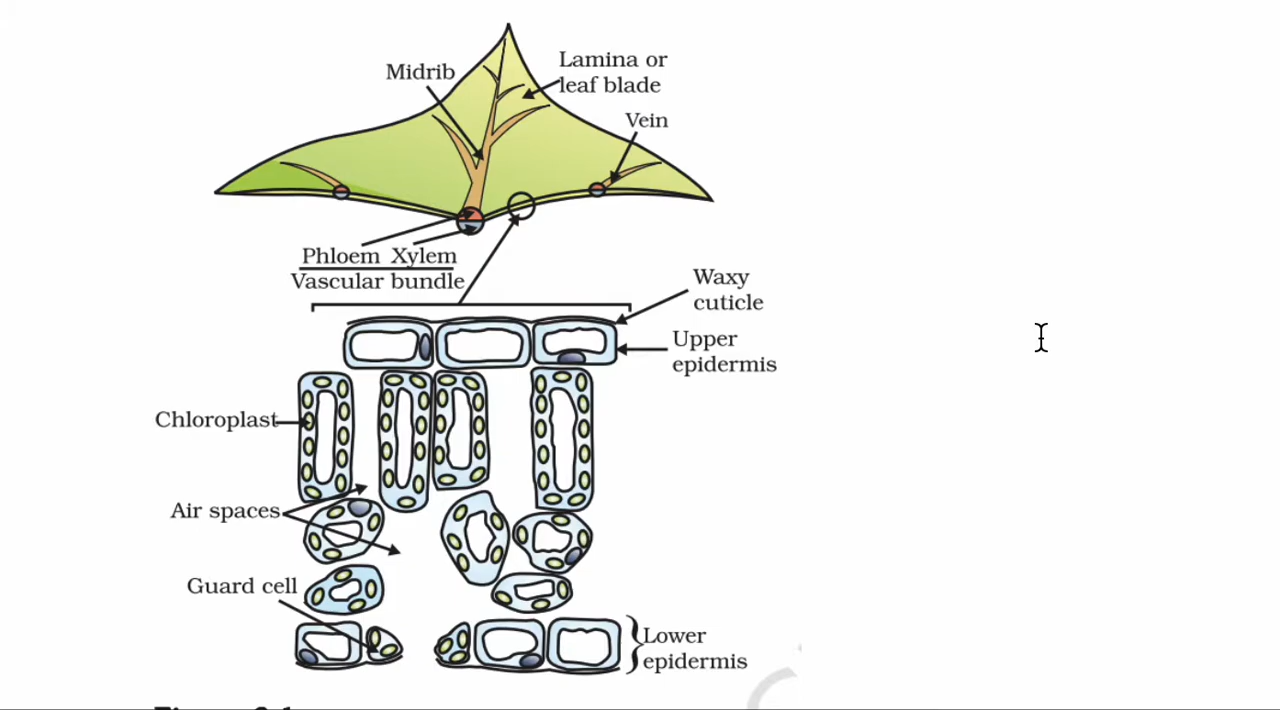 Midrib
Lamina or
leaf blade
Vein
Phloem Xylem
Vascular bundle
Waxy
cuticle
Upper
epidermis
Chloroplast
Air spaces
Guard cell
Lower
epidermis